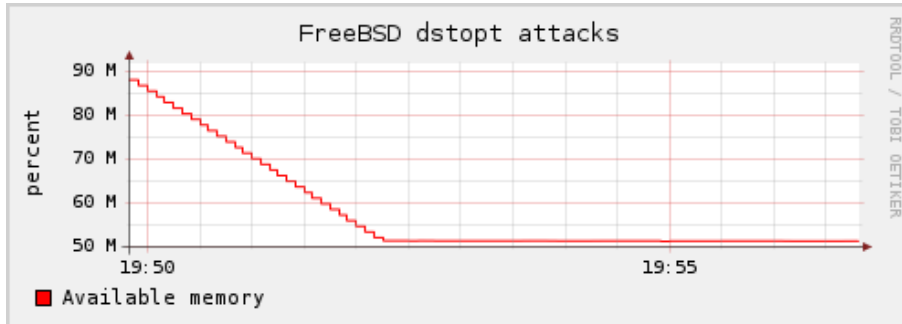 FreeBSD dstopt attacks
RRDTOOL / TOBI OETIKER
percent
90 M
80 M
70 M
60 M
50 M
19:50 19:55
Available memory